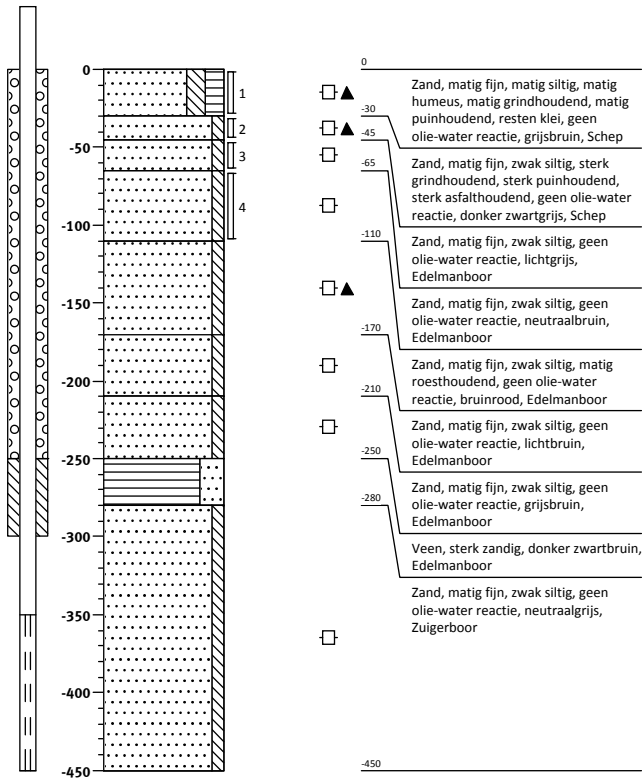 0
-50
-100
-150
-200
-250
-300
-350
-400
-450
1
2
3
4
0
Zand, matig fijn, matig siltig, matig
humeus, matig grindhoudend, matig
puinhoudend, resten klei, geen
olie-water reactie, grijsbruin, Schep
-30
Zand, matig fijn, zwak siltig, sterk
grindhoudend, sterk puinhoudend,
sterk asfalthoudend, geen olie-water
reactie, donker zwartgrijs, Schep
-45
Zand, matig fijn, zwak siltig, geen
olie-water reactie, lichtgrijs,
Edelmanboor
-65
Zand, matig fijn, zwak siltig, geen
olie-water reactie, neutraalbruin,
Edelmanboor
-110
Zand, matig fijn, zwak siltig, matig
roesthoudend, geen olie-water
reactie, bruinrood, Edelmanboor
-170
Zand, matig fijn, zwak siltig, geen
olie-water reactie, lichtbruin,
Edelmanboor
-210
Zand, matig fijn, zwak siltig, geen
olie-water reactie, grijsbruin,
Edelmanboor
-250
Veen, sterk zandig, donker zwartbruin,
Edelmanboor
-280
Zand, matig fijn, zwak siltig, geen
olie-water reactie, neutraalgrijs,
Zuigerboor
-450